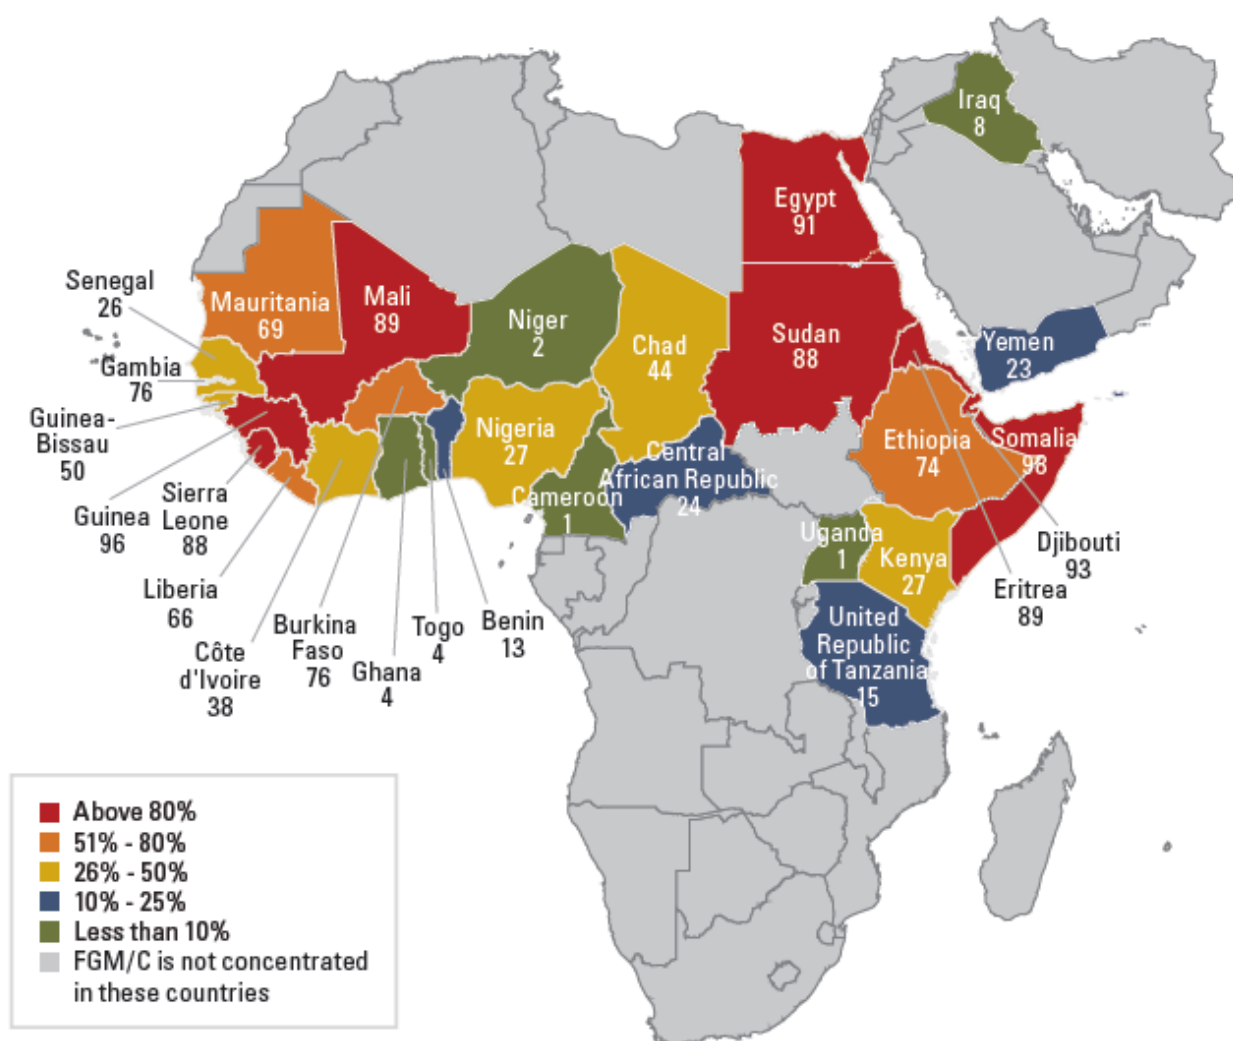 Iraq
8
Egypt
91
Senegal
26
Mauritania
69
Mali
89
Niger
2
Chad
44
Sudan
88
Yemen
23
Gambia
76
Guinea-
Bissau
50
Guinea
96
Sierra
Leone
88
Liberia
66
Côte
d'Ivoire
38
Burkina
Faso
76
Ghana
4
Togo
4
Benin
13
Nigeria
27
Cameroon
1
Central
African Republic
24
Ethiopia
74
Somalia
98
Uganda
1
Kenya
27
Djibouti
93
Eritrea
89
United
Republic
of Tanzania
15
Above 80%
51% - 80%
26% - 50%
10% - 25%
Less than 10%
FGM/C is not concentrated
in these countries